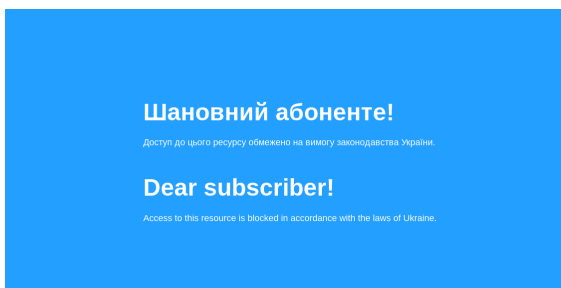 Шановний абоненте!
Доступ до цього ресурсу обмежено на вимогу законодавства України.
Dear subscriber!
Access to this resource is blocked in accordance with the laws of Ukraine.